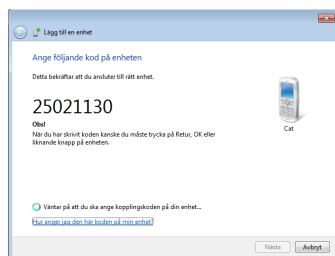 Lägg till en enhet
Ange följande kod på enheten
Detta bekräftar att du ansluter till rätt enhet.
25021130
Obs!
När du har skrivit koden kanske du måste trycka på Retur, OK eller
liknande knapp på enheten.
Cat
Väntar på att du ska ange kopplingskoden på din enhet...
Hur anger jag den här koden på min enhet?
Nästa
Avbryt